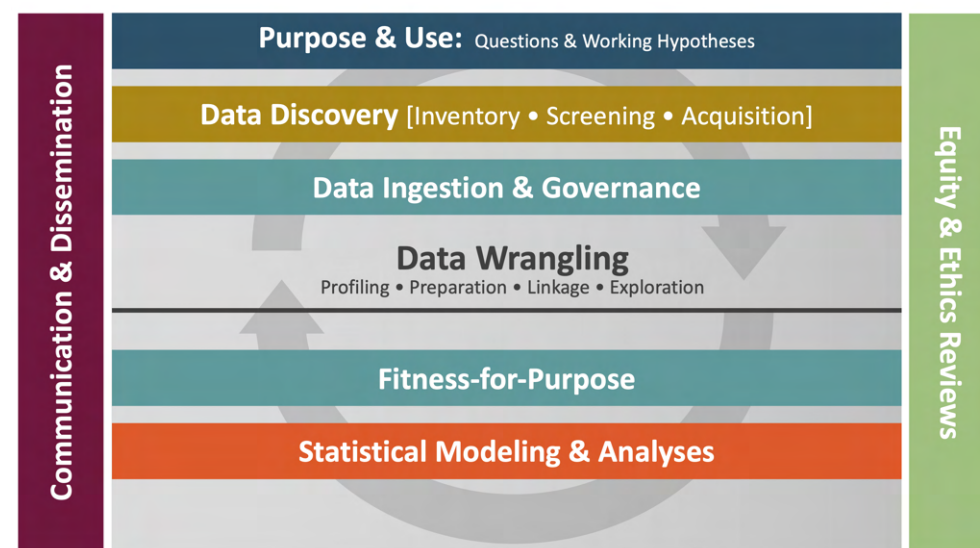 Communication & Dissemination
Purpose & Use: Questions & Working Hypotheses
Data Discovery [Inventory • Screening • Acquisition]
Data Ingestion & Governance
Data Wrangling
Profiling • Preparation • Linkage • Exploration
Fitness-for-Purpose
Statistical Modeling & Analyses
Equity & Ethics Reviews